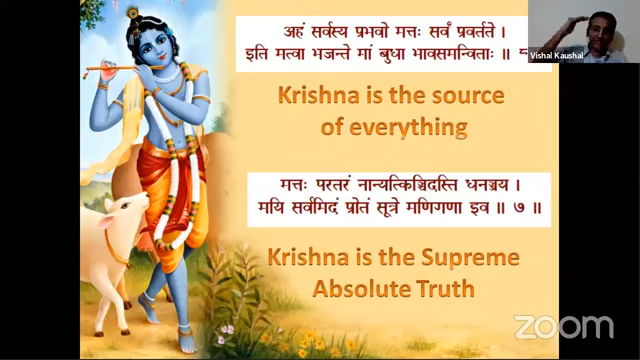 अहं सर्वस्य प्रभवो मत्तः सर्वं प्रवर्तते ।
इति मत्वा भजन्ते मां बुधा भावसमन्विताः ॥
Vishal Kaushal
Krishna is the source
of everything
मत्तः परतरं नान्यत्किञ्चिदस्ति धनञ्जय ।
मयि सर्वमिदं प्रोतं सूत्रे मणिगणा इव ॥ ७ ॥
Krishna is the Supreme
Absolute Truth
zoom